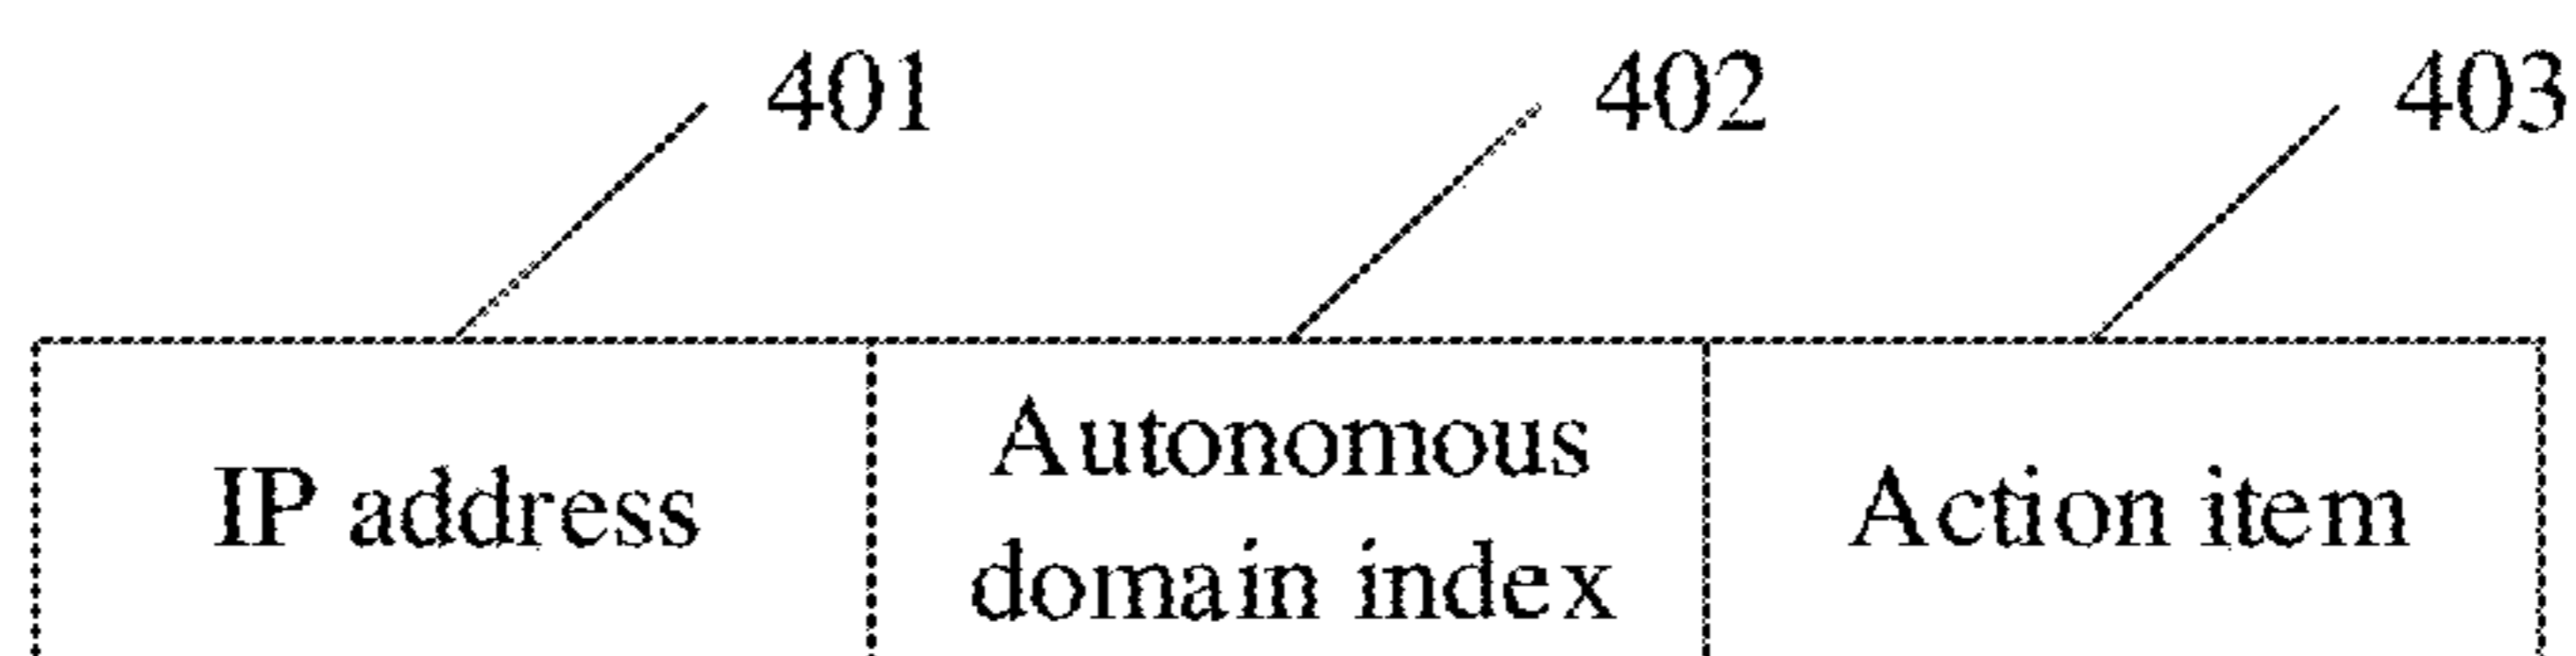 401 402 403
IP address
Autonomous
domain index
Action item